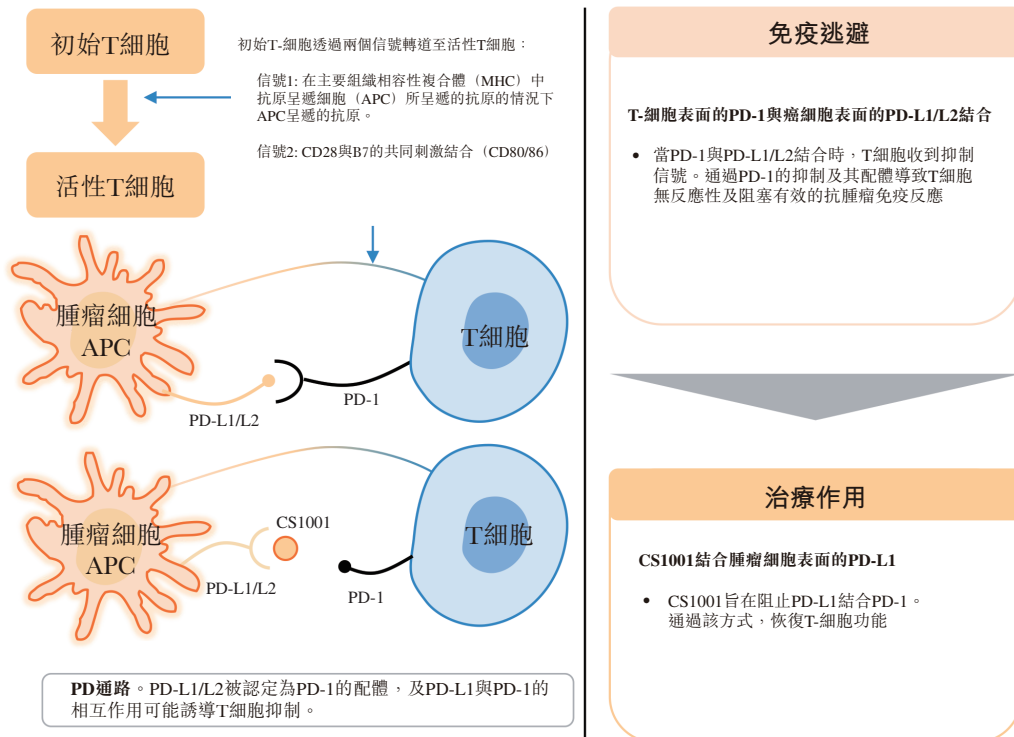 初始T細胞
活性T細胞
初始T-細胞透過兩個信號轉道至活性T細胞：
信號1: 在主要組織相容性複合體（MHC）中
抗原呈遞細胞（APC）所呈遞的抗原的情況下
APC呈遞的抗原。
信號2: CD28與B7的共同刺激結合（CD80/86）
腫瘤細胞
APC
T細胞
PD-L1/L2
PD-1
腫瘤細胞
APC
CS1001
T細胞
PD-L1/L2
PD-1
PD通路。PD-L1/L2被認定為PD-1的配體，及PD-L1與PD-1的
相互作用可能誘導T細胞抑制。
免疫逃避
T-細胞表面的PD-1與癌細胞表面的PD-L1/L2結合
• 當PD-1與PD-L1/L2結合時，T細胞收到抑制
信號。通過PD-1的抑制及其配體導致T細胞
無反應性及阻塞有效的抗腫瘤免疫反應
治療作用
CS1001結合腫瘤細胞表面的PD-L1
• CS1001旨在阻止PD-L1結合PD-1。
通過該方式，恢復T-細胞功能